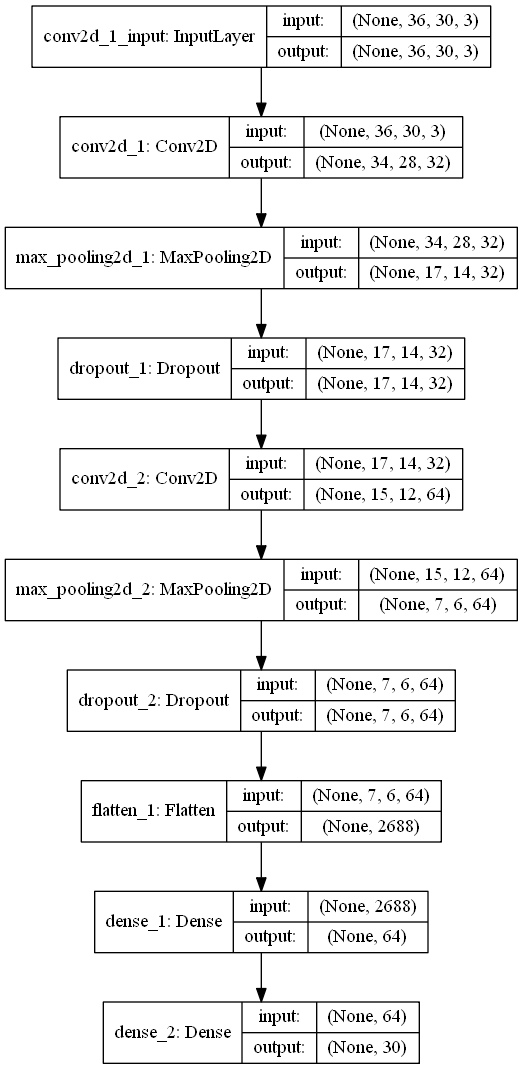 conv2d_1_input: InputLayer
input: (None, 36, 30, 3)
output: (None, 36, 30, 3)
conv2d_1: Conv2D
input: (None, 36, 30, 3)
output: (None, 34, 28, 32)
max_pooling2d_1: MaxPooling2D
input: (None, 34, 28, 32)
output: (None, 17, 14, 32)
dropout_1: Dropout
input: (None, 17, 14, 32)
output: (None, 17, 14, 32)
conv2d_2: Conv2D
input: (None, 17, 14, 32)
output: (None, 15, 12, 64)
max_pooling2d_2: MaxPooling2D
input: (None, 15, 12, 64)
output: (None, 7, 6, 64)
dropout_2: Dropout
input: (None, 7, 6, 64)
output: (None, 7, 6, 64)
flatten_1: Flatten
input: (None, 7, 6, 64)
output: (None, 2688)
dense_1: Dense
input: (None, 2688)
output: (None, 64)
dense_2: Dense
input: (None, 64)
output: (None, 30)